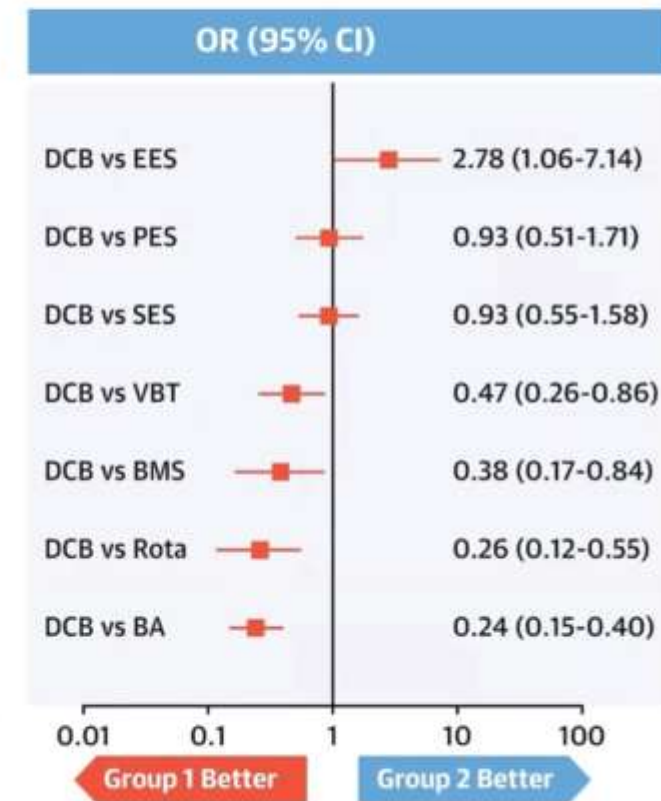 OR (95% CI)
DCB vs EES 2.78 (1.06-7.14)
DCB vs PES 0.93 (0.51-1.71)
DCB vs SES 0.93 (0.55-1.58)
DCB vs VBT 0.47 (0.26-0.86)
DCB vs BMS 0.38 (0.17-0.84)
DCB vs Rota 0.26 (0.12-0.55)
DCB vs BA 0.24 (0.15-0.40)
0.01 0.1 1 10 100
Group 1 Better Group 2 Better